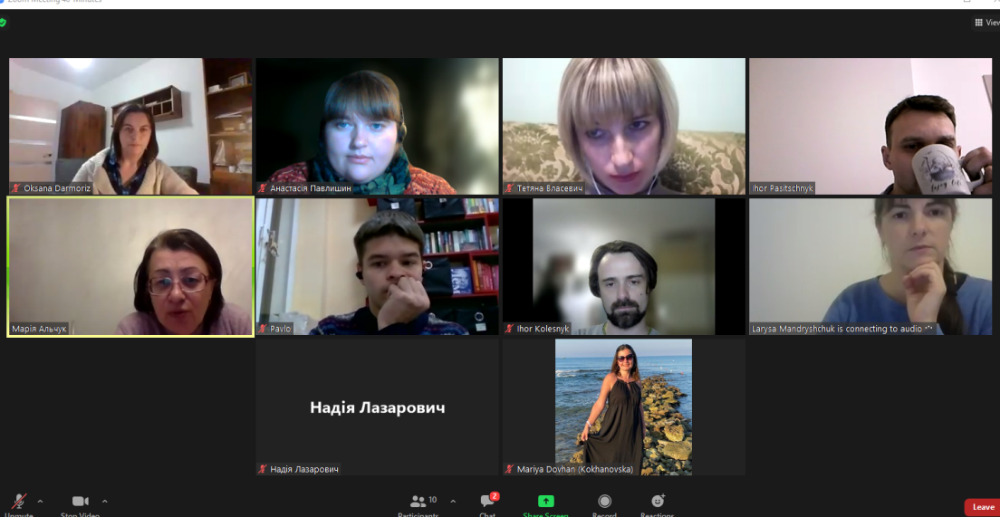 Zoom Meeting 40-Minutes
View
Oksana Darmoriz
Анастасія Павлишин
Тетяна Власевич
Ihor Pasitschnyk
Марія Альчук
Pavlo
Ihor Kolesnyk
Larysa Mandryshchuk is connecting to audio
Надія Лазарович
Надія Лазарович
Mariya Dovhan (Kokhanovska)
Unmute
Stop Video
10
Participants
2
Chat
Share Screen
Record
Reactions
Leave